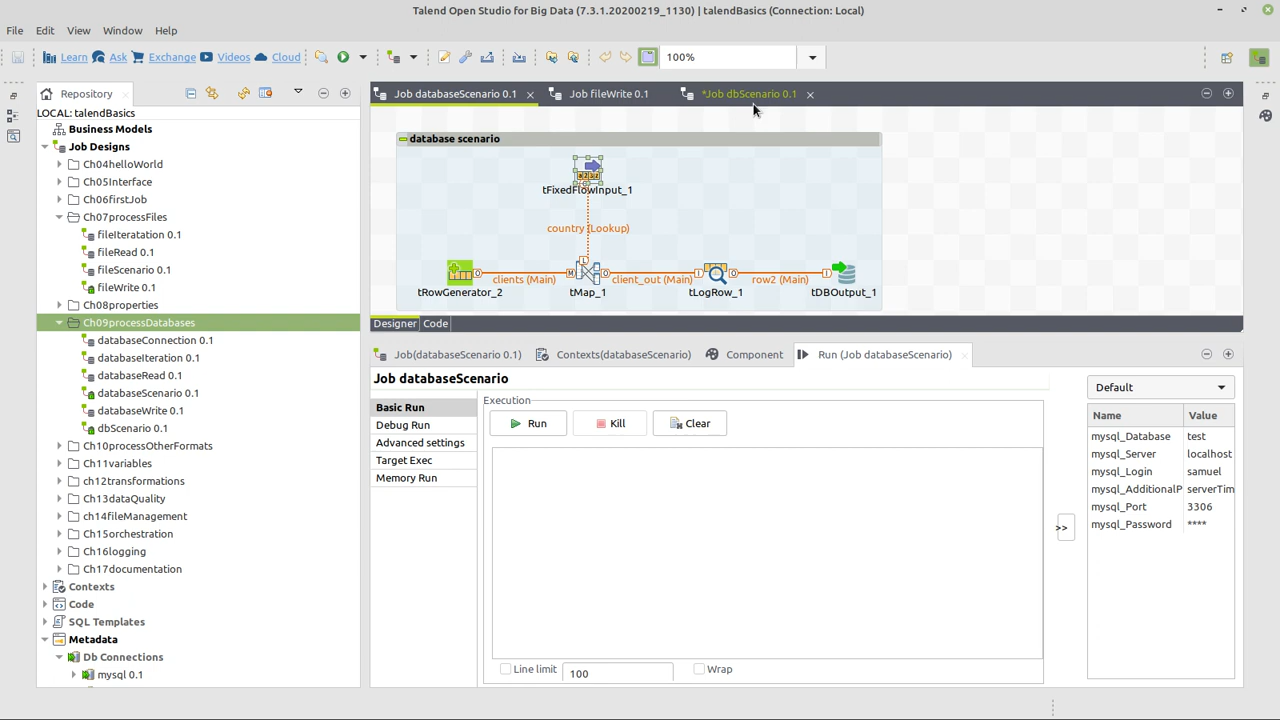 Talend Open Studio for Big Data (7.3.1.20200219_1130) | talendBasics (Connection: Local)
File Edit View Window Help
Learn Ask Exchange Videos Cloud 100%
Repository
LOCAL: talendBasics
Business Models
Job Designs
Ch04helloWorld
Ch05Interface
Ch06firstJob
Ch07processFiles
fileIteratation 0.1
fileRead 0.1
fileScenario 0.1
fileWrite 0.1
Ch08properties
Ch09processDatabases
databaseConnection 0.1
databaseIteration 0.1
databaseRead 0.1
databaseScenario 0.1
databaseWrite 0.1
dbScenario 0.1
Ch10processOtherFormats
Ch11variables
ch12transformations
Ch13dataQuality
ch14fileManagement
Ch15orchestration
Ch16logging
Ch17documentation
Contexts
Code
SQL Templates
Metadata
Db Connections
mysql 0.1
Job databaseScenario 0.1 Job fileWrite 0.1 *Job dbScenario 0.1
database scenario
tFixedFlowInput_1
country (Lookup)
clients (Main) client_out (Main) row2 (Main)
tRowGenerator_2 tMap_1 tLogRow_1 tDBOutput_1
Designer Code
Job(databaseScenario 0.1) Contexts(databaseScenario) Component Run (Job databaseScenario)
Job databaseScenario
Basic Run
Debug Run
Advanced settings
Target Exec
Memory Run
Execution
Run Kill Clear
Line limit 100 Wrap
>>
Default
Name Value
mysql_Database test
mysql_Server localhost
mysql_Login samuel
mysql_AdditionalP serverTim
mysql_Port 3306
mysql_Password ****